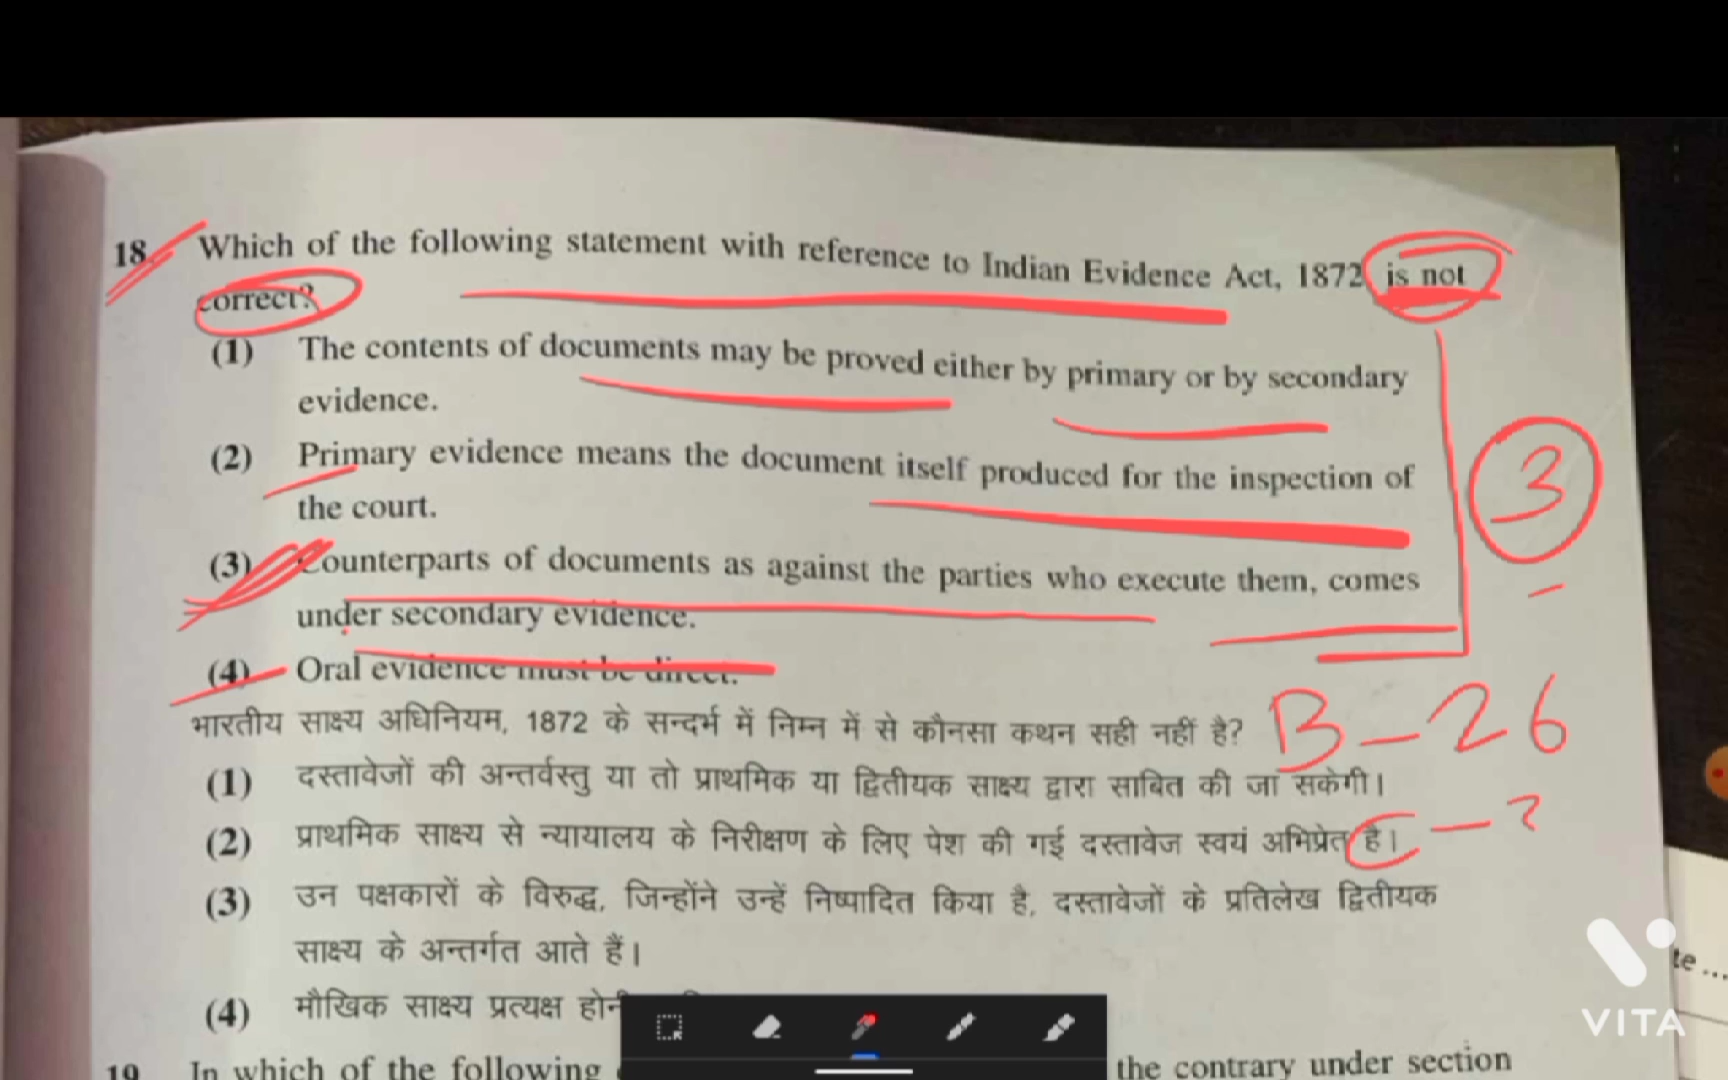 18. Which of the following statement with reference to Indian Evidence Act, 1872 is not
correct?
(1) The contents of documents may be proved either by primary or by secondary
evidence.
(2) Primary evidence means the document itself produced for the inspection of
the court.
(3) Counterparts of documents as against the parties who execute them, comes
under secondary evidence.
3
(4) Oral evidence must be direct.
भारतीय साक्ष्य अधिनियम, 1872 के सन्दर्भ में निम्न में से कौनसा कथन सही नहीं है?
B - 26
(1) दस्तावेजों की अन्तर्वस्तु या तो प्राथमिक या द्वितीयक साक्ष्य द्वारा साबित की जा सकेगी।
(2) प्राथमिक साक्ष्य से न्यायालय के निरीक्षण के लिए पेश की गई दस्तावेज स्वयं अभिप्रेत है।
- ?
(3) उन पक्षकारों के विरुद्ध, जिन्होंने उन्हें निष्पादित किया है, दस्तावेजों के प्रतिलेख द्वितीयक
साक्ष्य के अन्तर्गत आते हैं।
(4) मौखिक साक्ष्य प्रत्यक्ष
VITA
19 In which of the following
the contrary under section